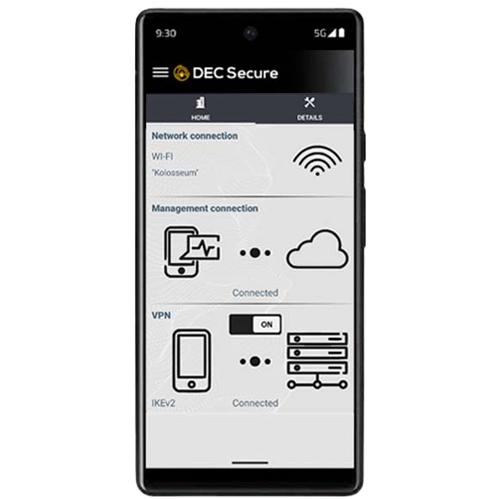 9:30 5G
DEC Secure
HOME DETAILS
Network connection
WI-FI
"Kolosseum"
Management connection
Connected
VPN
ON
IKEv2 Connected